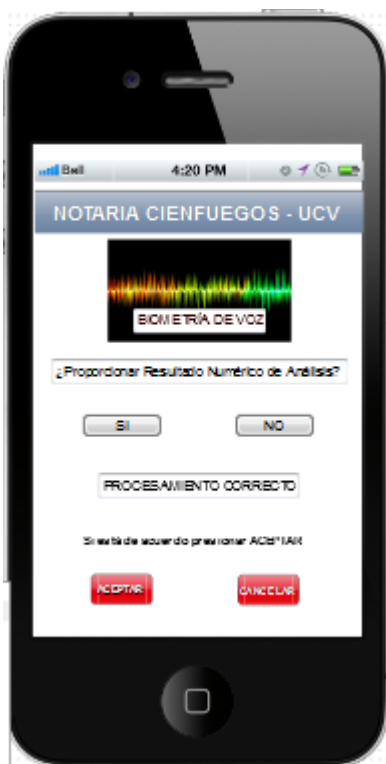 Bell 4:20 PM
NOTARIA CIENFUEGOS - UCV
BIOMETRÍA DE VOZ
¿Proporcionar Resultado Numérico de Análisis?
SI NO
PROCESAMIENTO CORRECTO
Si está de acuerdo presionar ACEPTAR
ACEPTAR CANCELAR